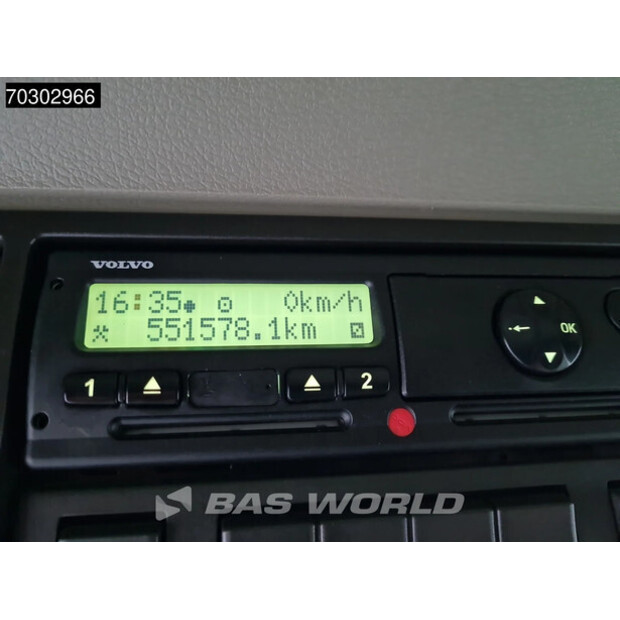 70302966
VOLVO
16:35 0km/h
551578.1km
1 2
OK
BAS WORLD